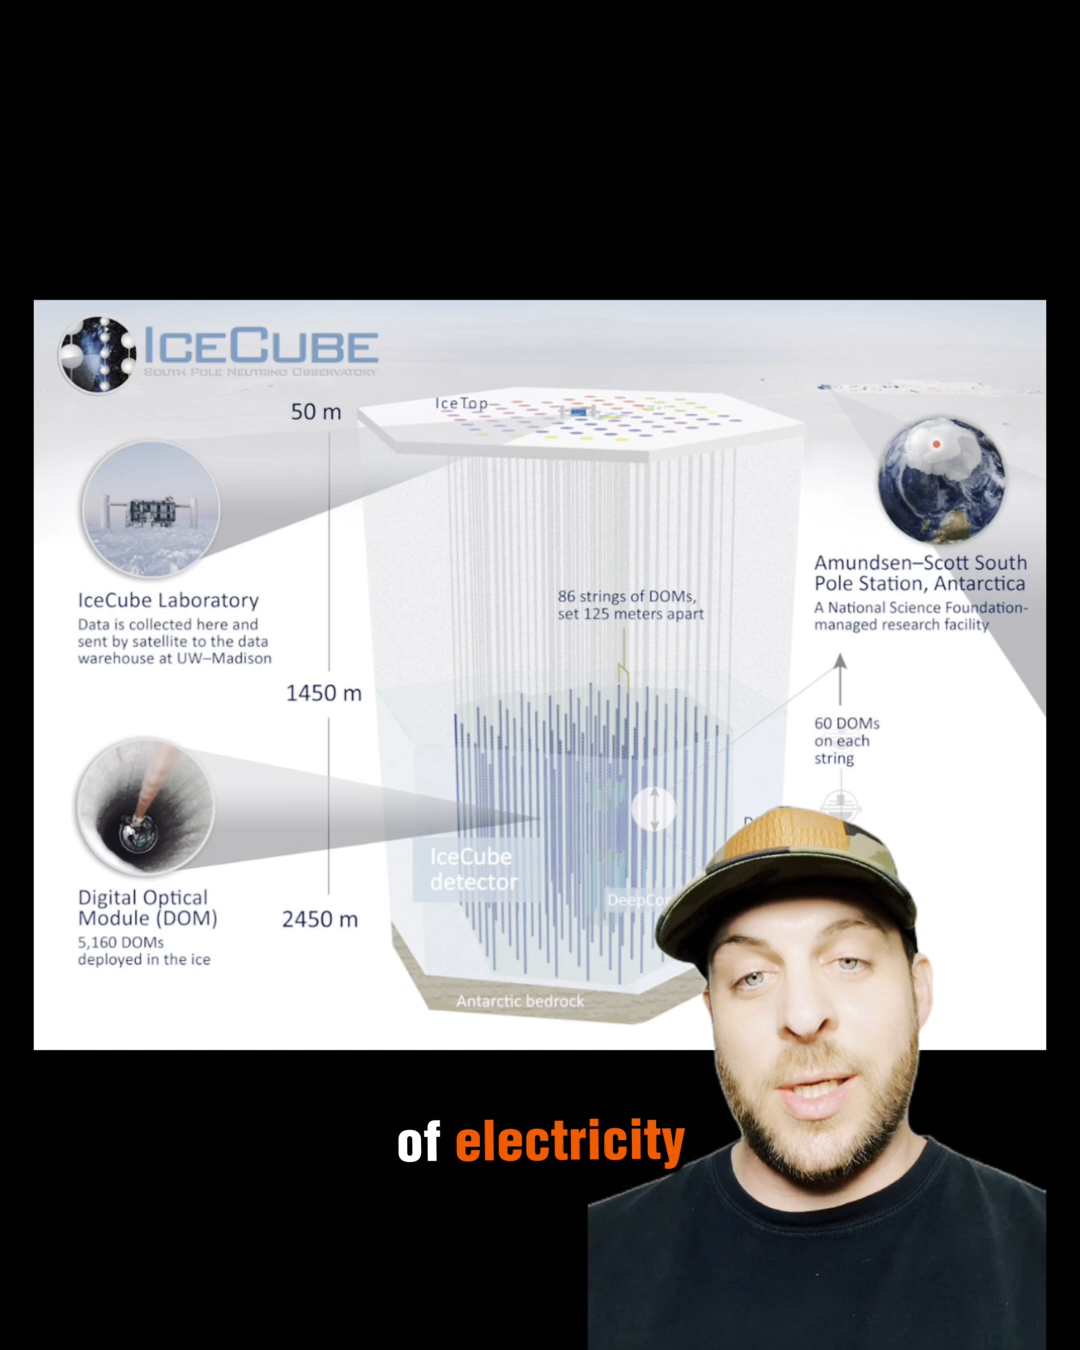 ICECUBE
SOUTH POLE NEUTRINO OBSERVATORY
50 m
IceTop
IceCube Laboratory
Data is collected here and
sent by satellite to the data
warehouse at UW–Madison
86 strings of DOMs,
set 125 meters apart
Amundsen–Scott South
Pole Station, Antarctica
A National Science Foundation-
managed research facility
1450 m
60 DOMs
on each
string
IceCube
detector
Digital Optical
Module (DOM)
5,160 DOMs
deployed in the ice
2450 m
Antarctic bedrock
of electricity